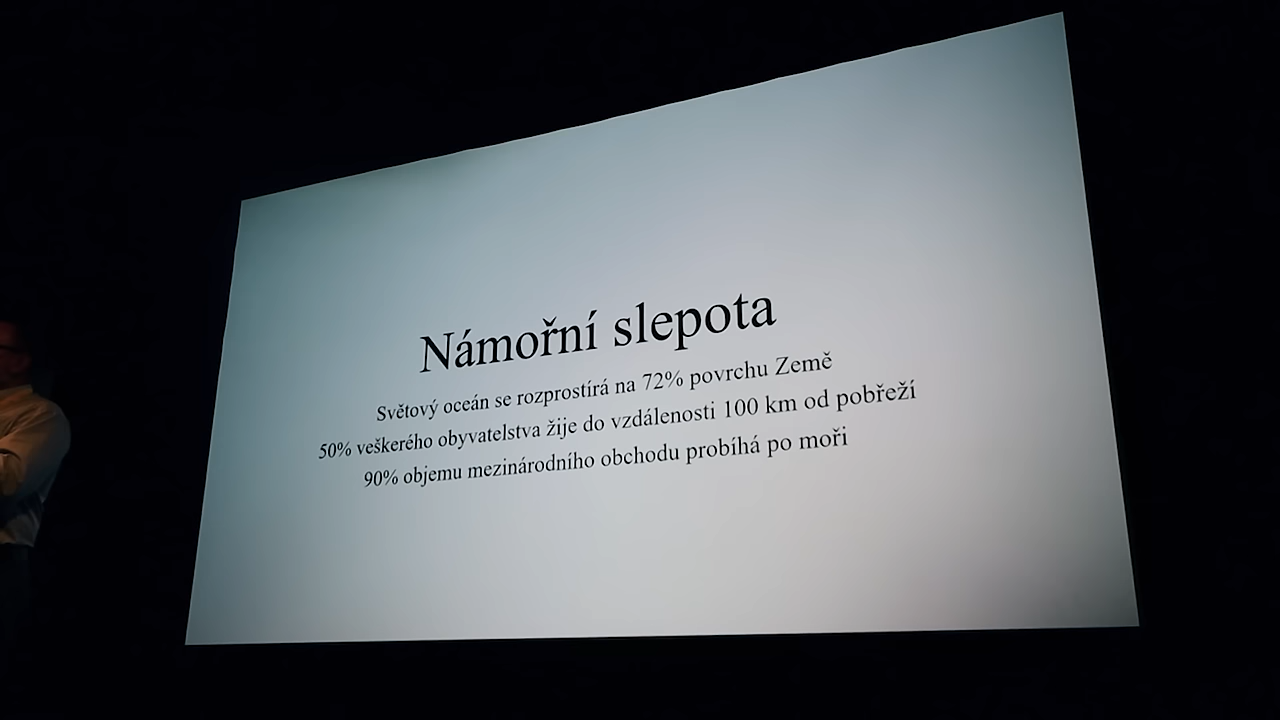 Námořní slepota
Světový oceán se rozprostírá na 72% povrchu Země
50% veškerého obyvatelstva žije do vzdálenosti 100 km od pobřeží
90% objemu mezinárodního obchodu probíhá po moři